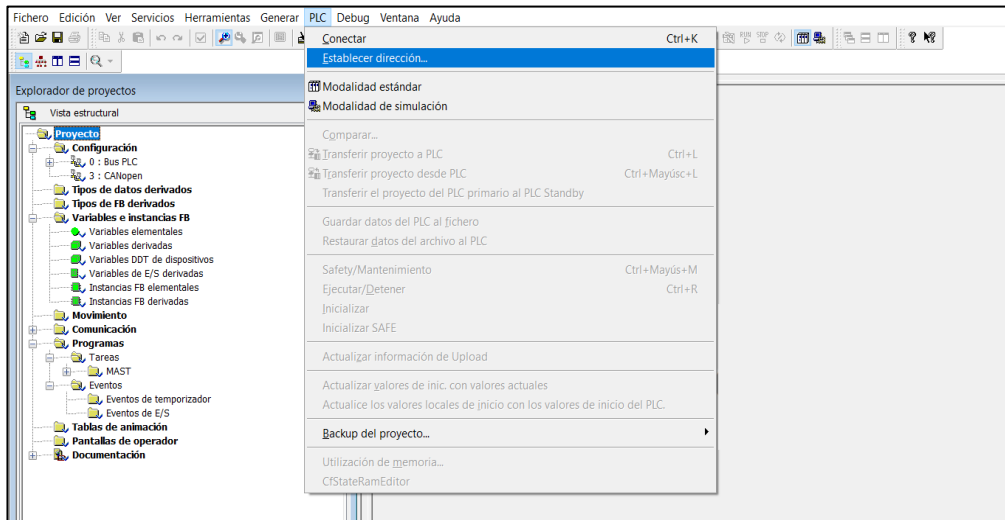 Fichero Edición Ver Servicios Herramientas Generar PLC Debug Ventana Ayuda
Conectar Ctrl+K
Establecer dirección...
Modalidad estándar
Modalidad de simulación
Comparar...
Transferir proyecto a PLC Ctrl+L
Transferir proyecto desde PLC Ctrl+Mayúsc+L
Transferir el proyecto del PLC primario al PLC Standby
Guardar datos del PLC al fichero
Restaurar datos del archivo al PLC
Safety/Mantenimiento Ctrl+Mayús+M
Ejecutar/Detener Ctrl+R
Inicializar
Inicializar SAFE
Actualizar información de Upload
Actualizar valores de inic. con valores actuales
Actualice los valores locales de inicio con los valores de inicio del PLC.
Backup del proyecto...
Utilización de memoria...
CfStateRamEditor
Explorador de proyectos
Vista estructural
Proyecto
Configuración
0 : Bus PLC
3 : CANopen
Tipos de datos derivados
Tipos de FB derivados
Variables e instancias FB
Variables elementales
Variables derivadas
Variables DDT de dispositivos
Variables de E/S derivadas
Instancias FB elementales
Instancias FB derivadas
Movimiento
Comunicación
Programas
Tareas
MAST
Eventos
Eventos de temporizador
Eventos de E/S
Tablas de animación
Pantallas de operador
Documentación